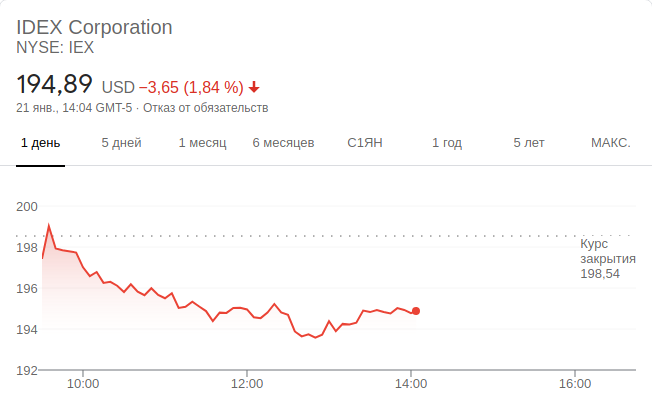 IDEX Corporation
NYSE: IEX
194,89 USD −3,65 (1,84 %)
21 янв., 14:04 GMT-5 · Отказ от обязательств
1 день 5 дней 1 месяц 6 месяцев С1ЯН 1 год 5 лет МАКС.
200
198
196
194
192
Курс
закрытия
198,54
10:00 12:00 14:00 16:00